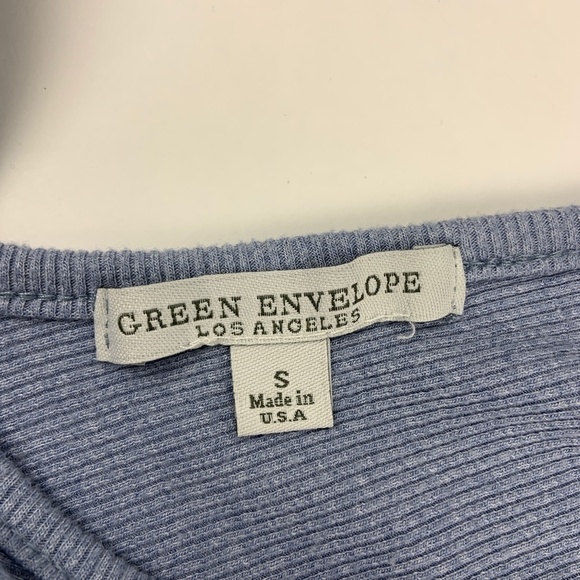 GREEN ENVELOPE
LOS ANGELES
S
Made in
U.S.A